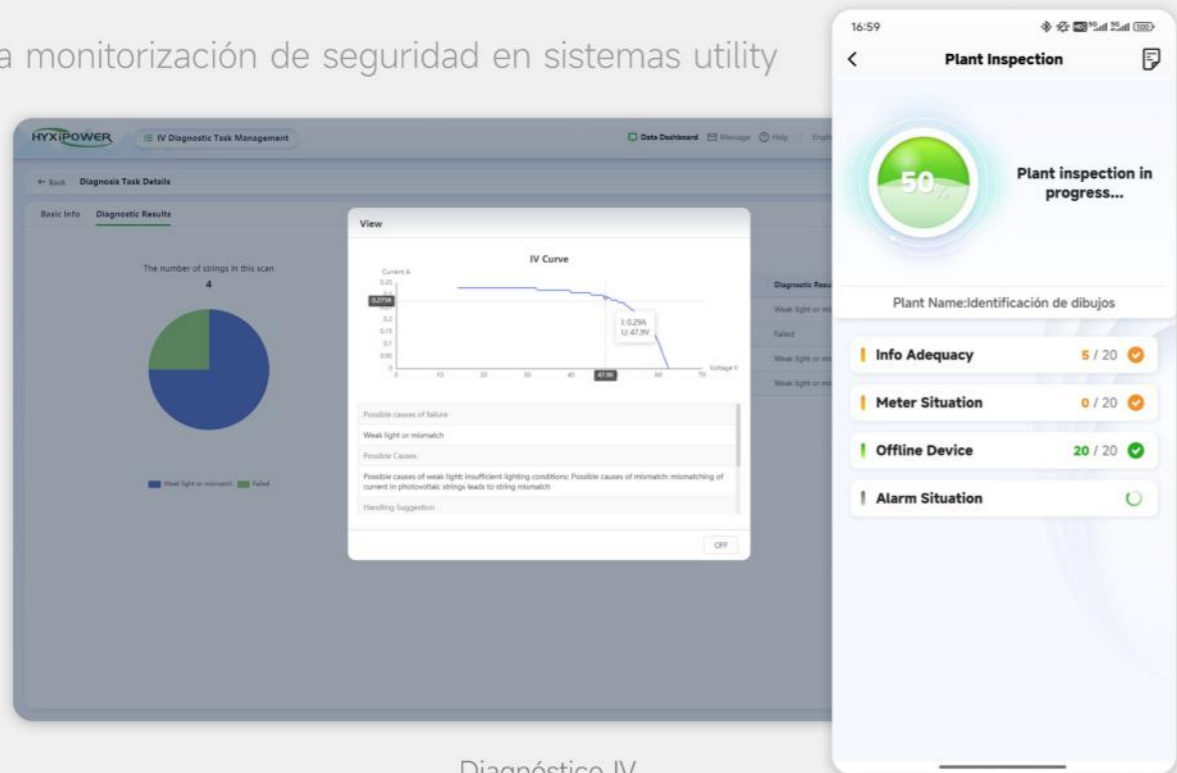 a monitorización de seguridad en sistemas utility
HYXiPOWER
IV Diagnostic Task Management
Data Dashboard
Message
Help
← Back
Diagnosis Task Details
Basic Info
Diagnostic Results
The number of strings in this scan
4
Weak light or mismatch
Failed
Diagnostic Resu
Weak light or mi
Failed
Weak light or mi
Weak light or mi
View
IV Curve
Current A
0.35
0.2
0.15
0.1
0.05
0
I: 0.29A
U: 47.9V
0
10
20
30
40
60
70
Voltage V
Possible causes of failure
Weak light or mismatch
Possible Causes
Possible causes of weak light: insufficient lighting conditions; Possible causes of mismatch: mismatching of
current in photovoltaic strings leads to string mismatch
Handling Suggestion
OFF
Diagnóstico IV
16:59
HD
5G
5G
100
Plant Inspection
50%
Plant inspection in
progress...
Plant Name:Identificación de dibujos
Info Adequacy 5 / 20
Meter Situation 0 / 20
Offline Device 20 / 20
Alarm Situation